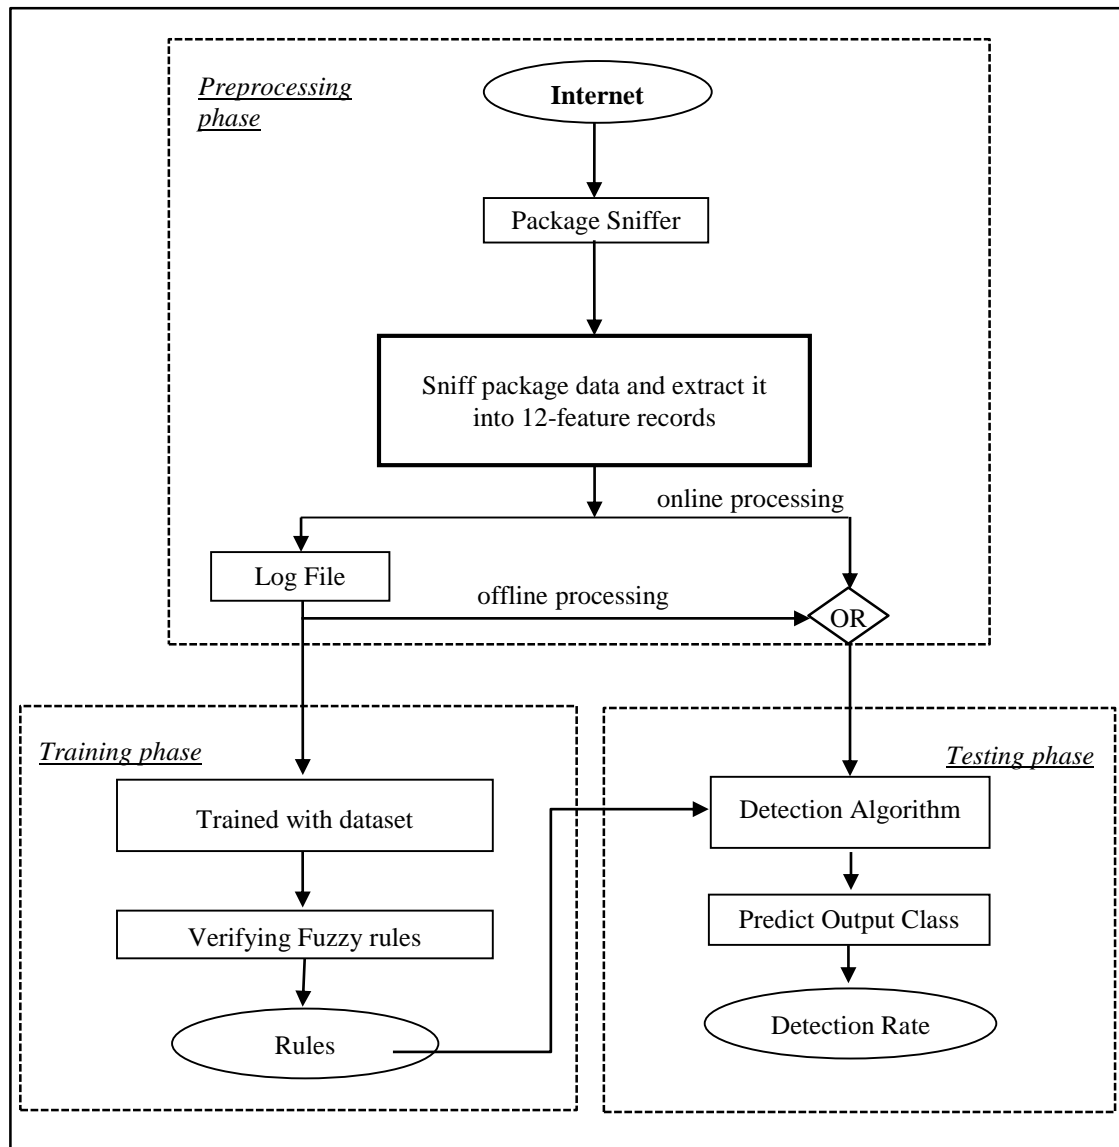 Preprocessing
phase
Internet
Package Sniffer
Sniff package data and extract it
into 12-feature records
online processing
Log File
offline processing
OR
Training phase
Testing phase
Trained with dataset
Detection Algorithm
Verifying Fuzzy rules
Predict Output Class
Rules
Detection Rate